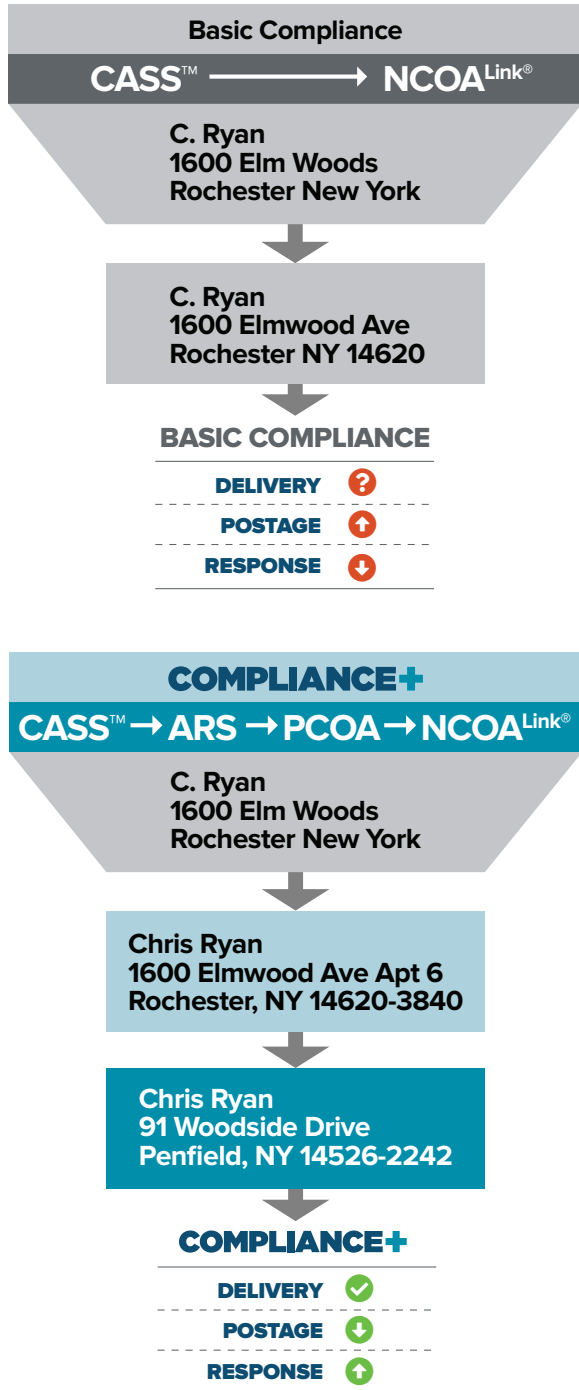 Basic Compliance
CASS™ → NCOALink®
C. Ryan
1600 Elm Woods
Rochester New York
C. Ryan
1600 Elmwood Ave
Rochester NY 14620
BASIC COMPLIANCE
DELIVERY ?
POSTAGE ↑
RESPONSE ↓
COMPLIANCE+
CASS™ → ARS → PCOA → NCOALink®
C. Ryan
1600 Elm Woods
Rochester New York
Chris Ryan
1600 Elmwood Ave Apt 6
Rochester, NY 14620-3840
Chris Ryan
91 Woodside Drive
Penfield, NY 14526-2242
COMPLIANCE+
DELIVERY ✓
POSTAGE ↓
RESPONSE ↑